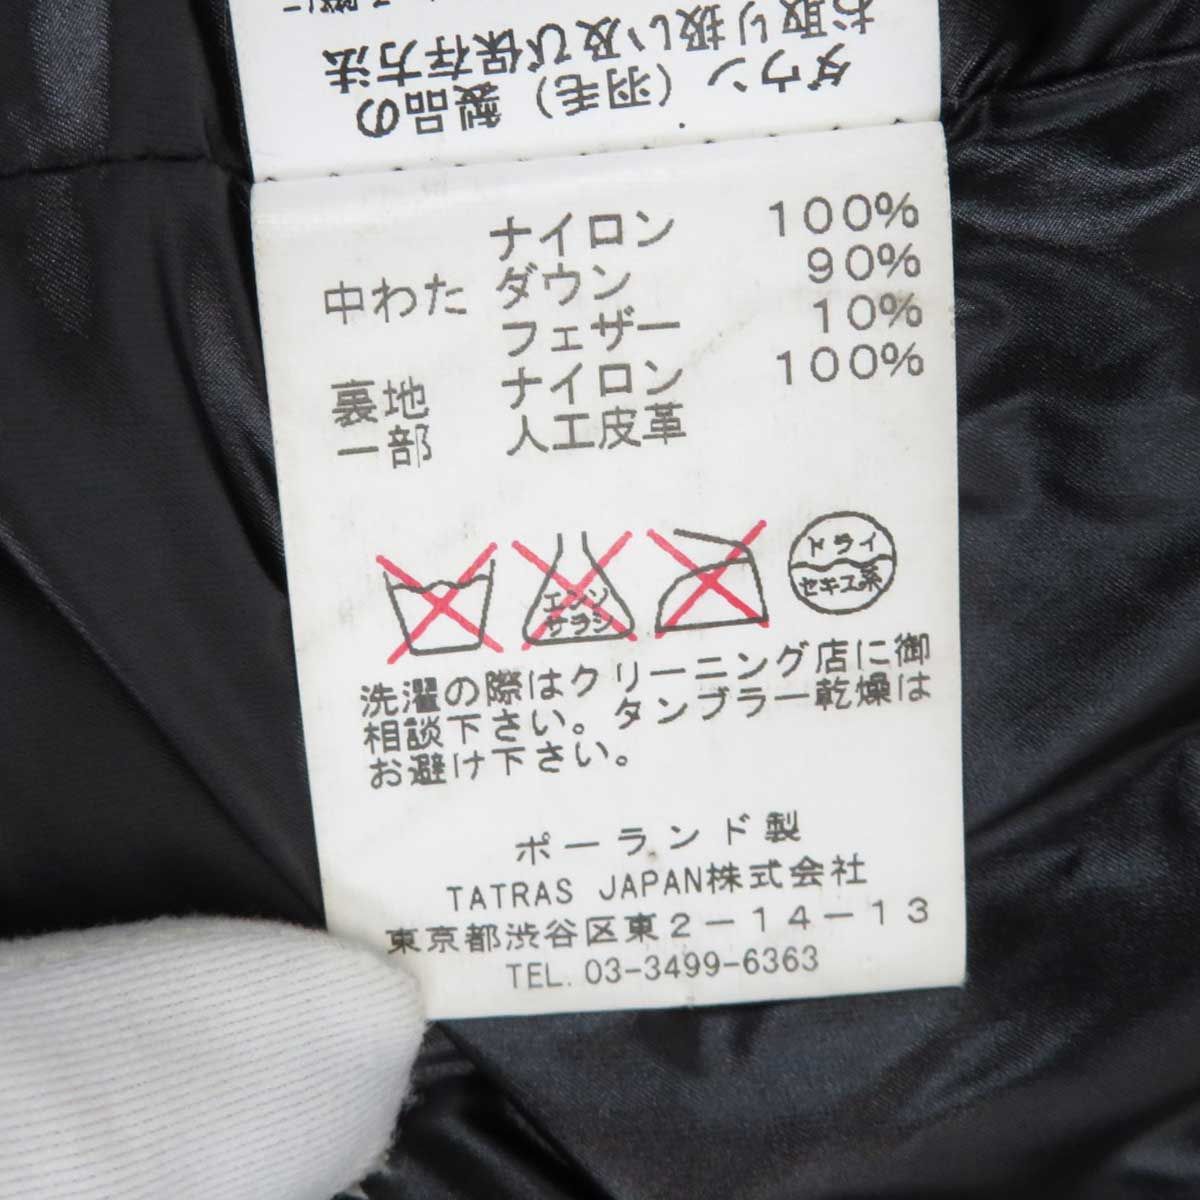 ダウン（羽毛）製品の
お取り扱い及び保存方法
ナイロン 100%
中わた ダウン 90%
フェザー 10%
裏地 ナイロン 100%
一部 人工皮革
エンソ
サラシ
ドライ
セキユ系
洗濯の際はクリーニング店に御
相談下さい。タンブラー乾燥は
お避け下さい。
ポーランド製
TATRAS JAPAN株式会社
東京都渋谷区東2－14－13
TEL. 03-3499-6363